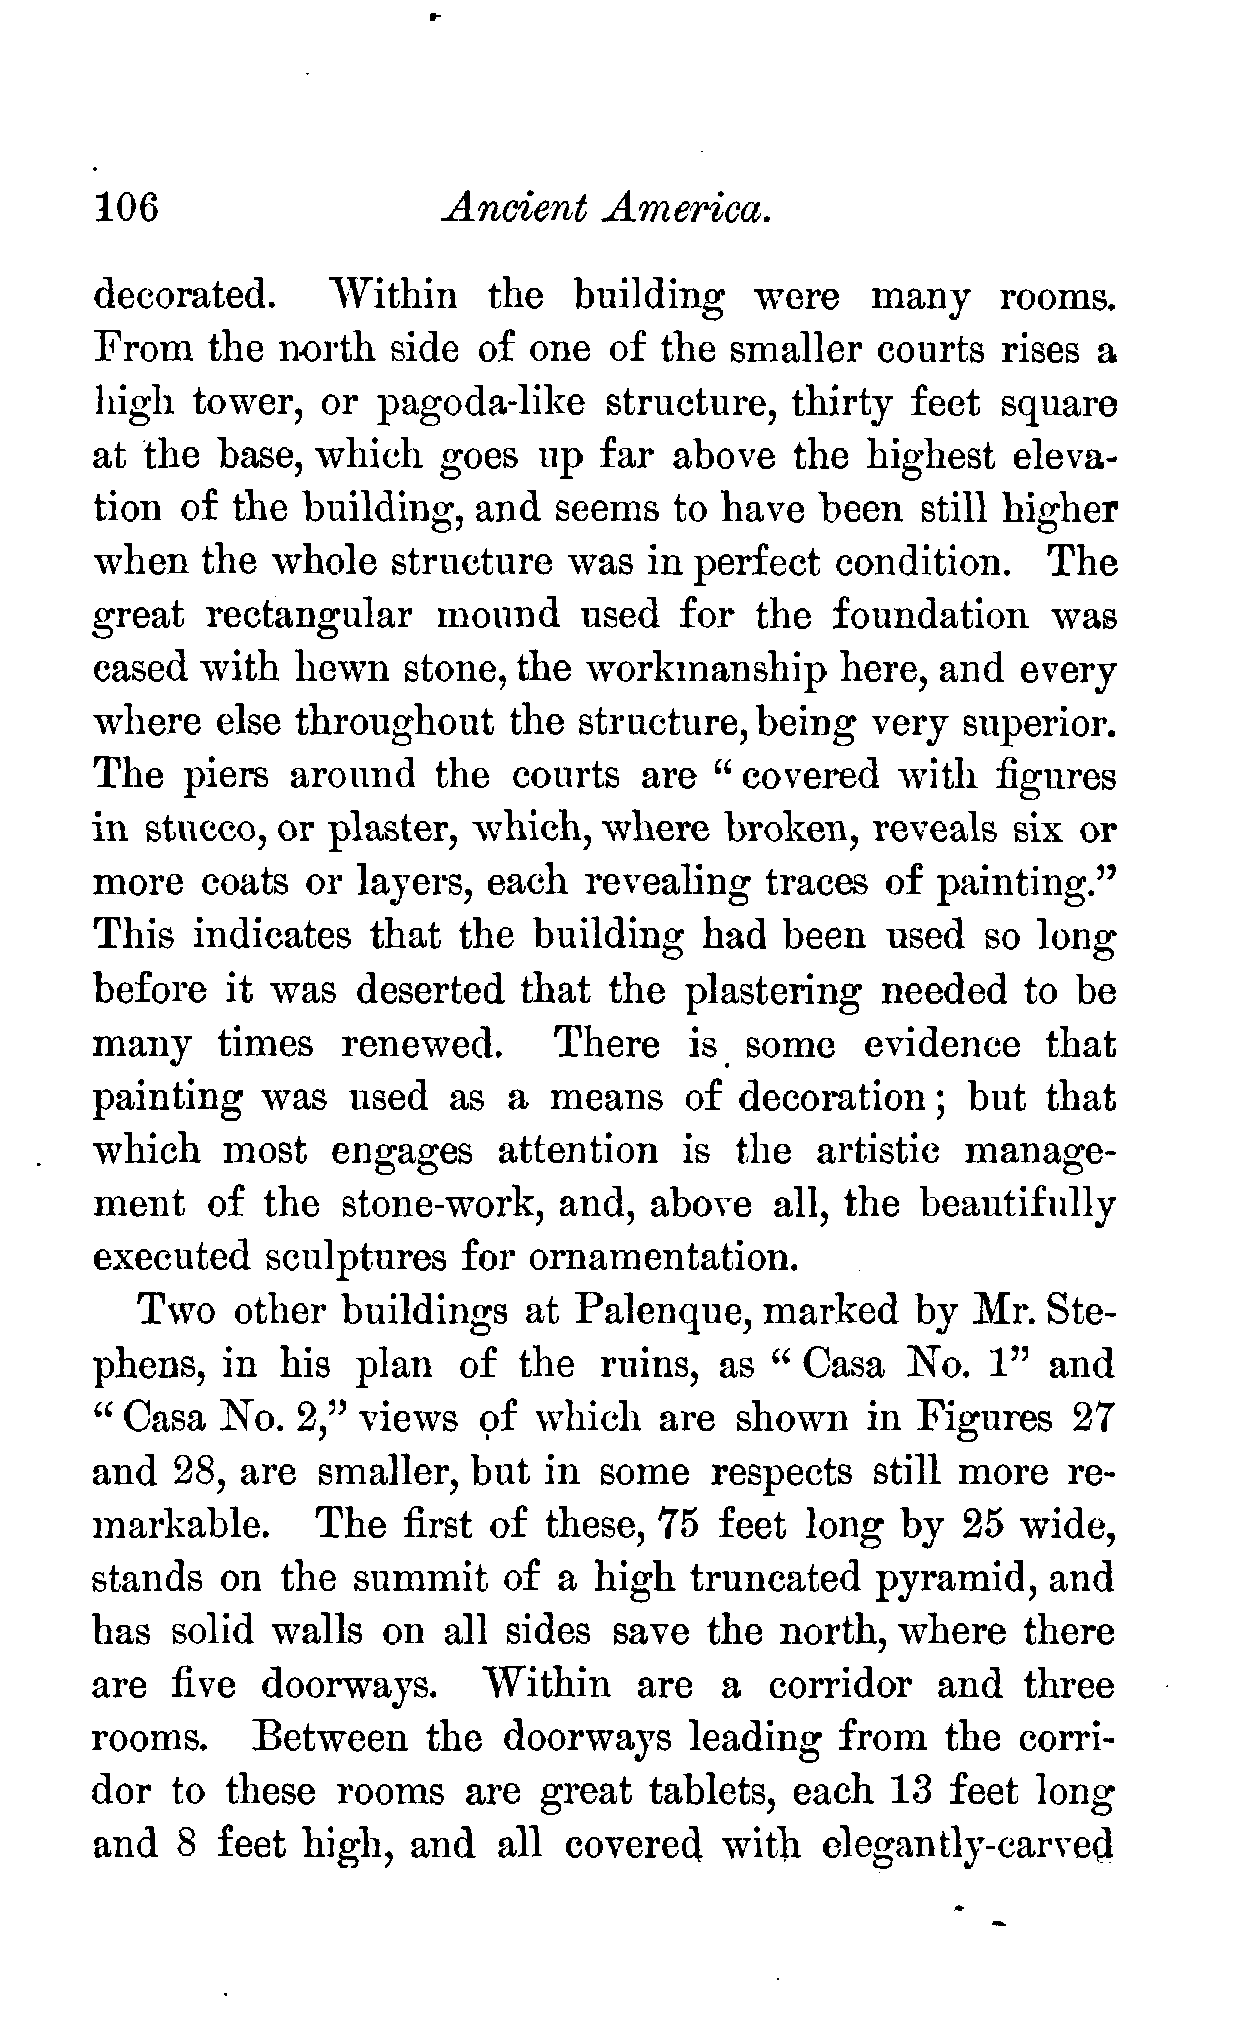 106 Ancient America.
decorated. Within the building were many rooms.
From the north side of one of the smaller courts rises a
high tower, or pagoda-like structure, thirty feet square
at the base, which goes up far above the highest eleva-
tion of the building, and seems to have been still higher
when the whole structure was in perfect condition. The
great rectangular mound used for the foundation was
cased with hewn stone, the workmanship here, and every
where else throughout the structure, being very superior.
The piers around the courts are “ covered with figures
in stucco, or plaster, which, where broken, reveals six or
more coats or layers, each revealing traces of painting.”
This indicates that the building had been used so long
before it was deserted that the plastering needed to be
many times renewed. There is some evidence that
painting was used as a means of decoration ; but that
which most engages attention is the artistic manage-
ment of the stone-work, and, above all, the beautifully
executed sculptures for ornamentation.
Two other buildings at Palenque, marked by Mr. Ste-
phens, in his plan of the ruins, as “ Casa No. 1” and
“ Casa No. 2,” views of which are shown in Figures 27
and 28, are smaller, but in some respects still more re-
markable. The first of these, 75 feet long by 25 wide,
stands on the summit of a high truncated pyramid, and
has solid walls on all sides save the north, where there
are five doorways. Within are a corridor and three
rooms. Between the doorways leading from the corri-
dor to these rooms are great tablets, each 13 feet long
and 8 feet high, and all covered with elegantly-carved